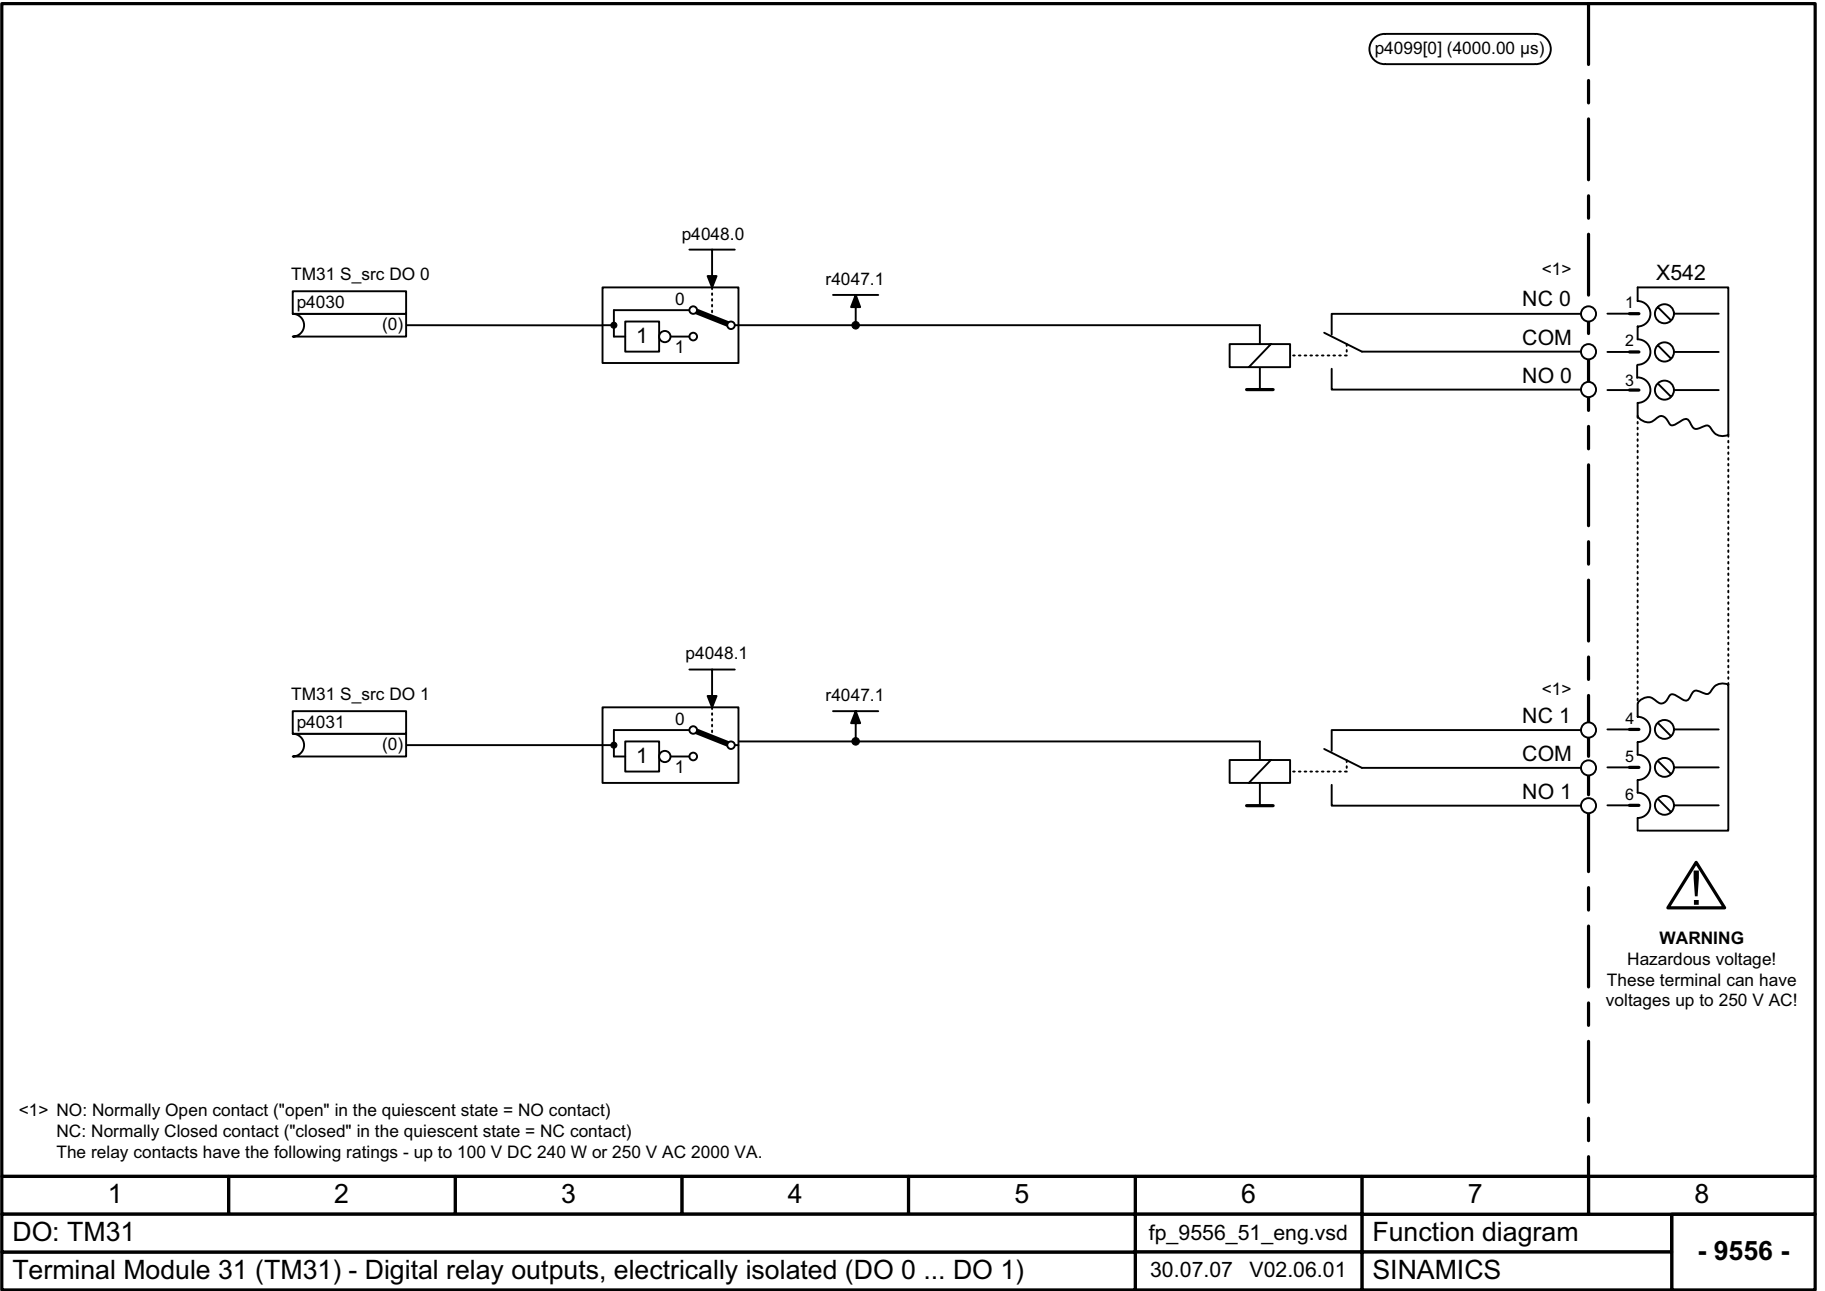 p4099[0] (4000.00 µs)
p4048.0
TM31 S_src DO 0
p4030
(0)
0
1
1
r4047.1
<1>
NC 0
COM
NO 0
X542
1
2
3
p4048.1
TM31 S_src DO 1
p4031
(0)
0
1
1
r4047.1
<1>
NC 1
COM
NO 1
4
5
6
WARNING
Hazardous voltage!
These terminal can have
voltages up to 250 V AC!
<1> NO: Normally Open contact ("open" in the quiescent state = NO contact)
NC: Normally Closed contact ("closed" in the quiescent state = NC contact)
The relay contacts have the following ratings - up to 100 V DC 240 W or 250 V AC 2000 VA.
1 2 3 4 5 6 7 8
DO: TM31
fp_9556_51_eng.vsd
Function diagram
- 9556 -
Terminal Module 31 (TM31) - Digital relay outputs, electrically isolated (DO 0 ... DO 1)
30.07.07 V02.06.01
SINAMICS